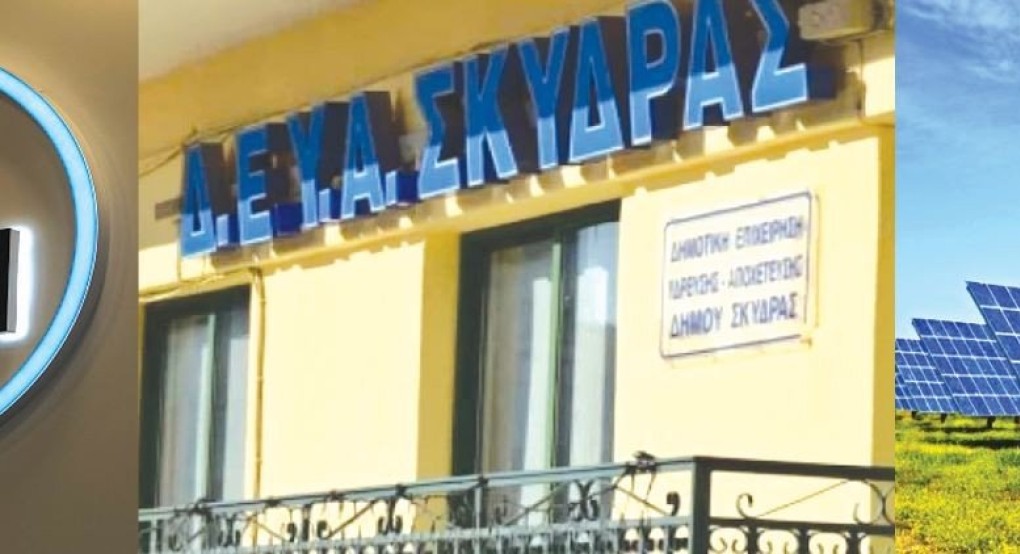 Δ.Ε.Υ.Α. ΣΚΥΔΡΑΣ
ΔΗΜΟΤΙΚΗ ΕΠΙΧΕΙΡΗΣΗ
ΥΔΡΕΥΣΗΣ - ΑΠΟΧΕΤΕΥΣΗΣ
ΔΗΜΟΥ ΣΚΥΔΡΑΣ